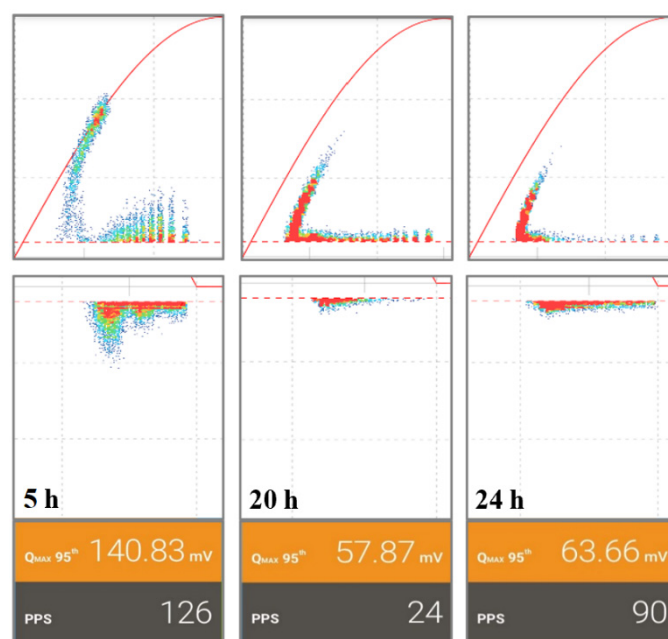 5 h
20 h
24 h
QMAX 95th 140.83 mV
QMAX 95th 57.87 mV
QMAX 95th 63.66 mV
PPS 126
PPS 24
PPS 90